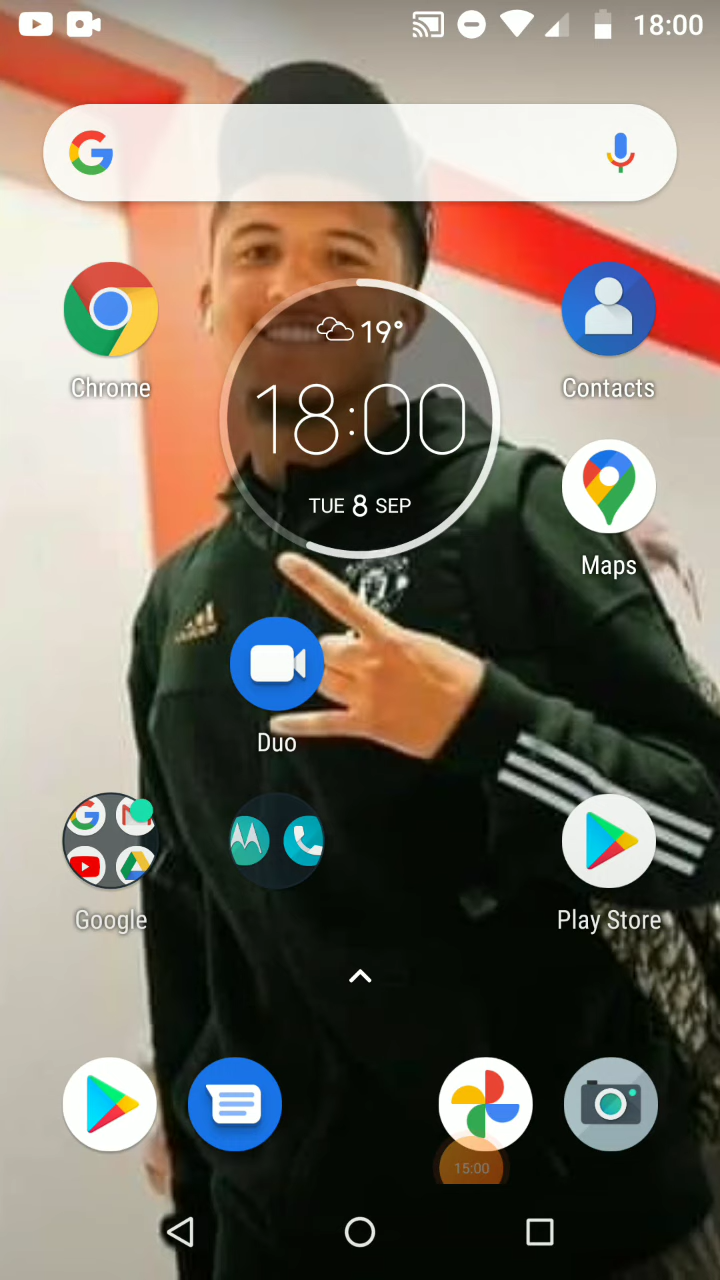 18:00
19°
18:00
TUE 8 SEP
Chrome
Contacts
Maps
Duo
Google
Play Store
15:00